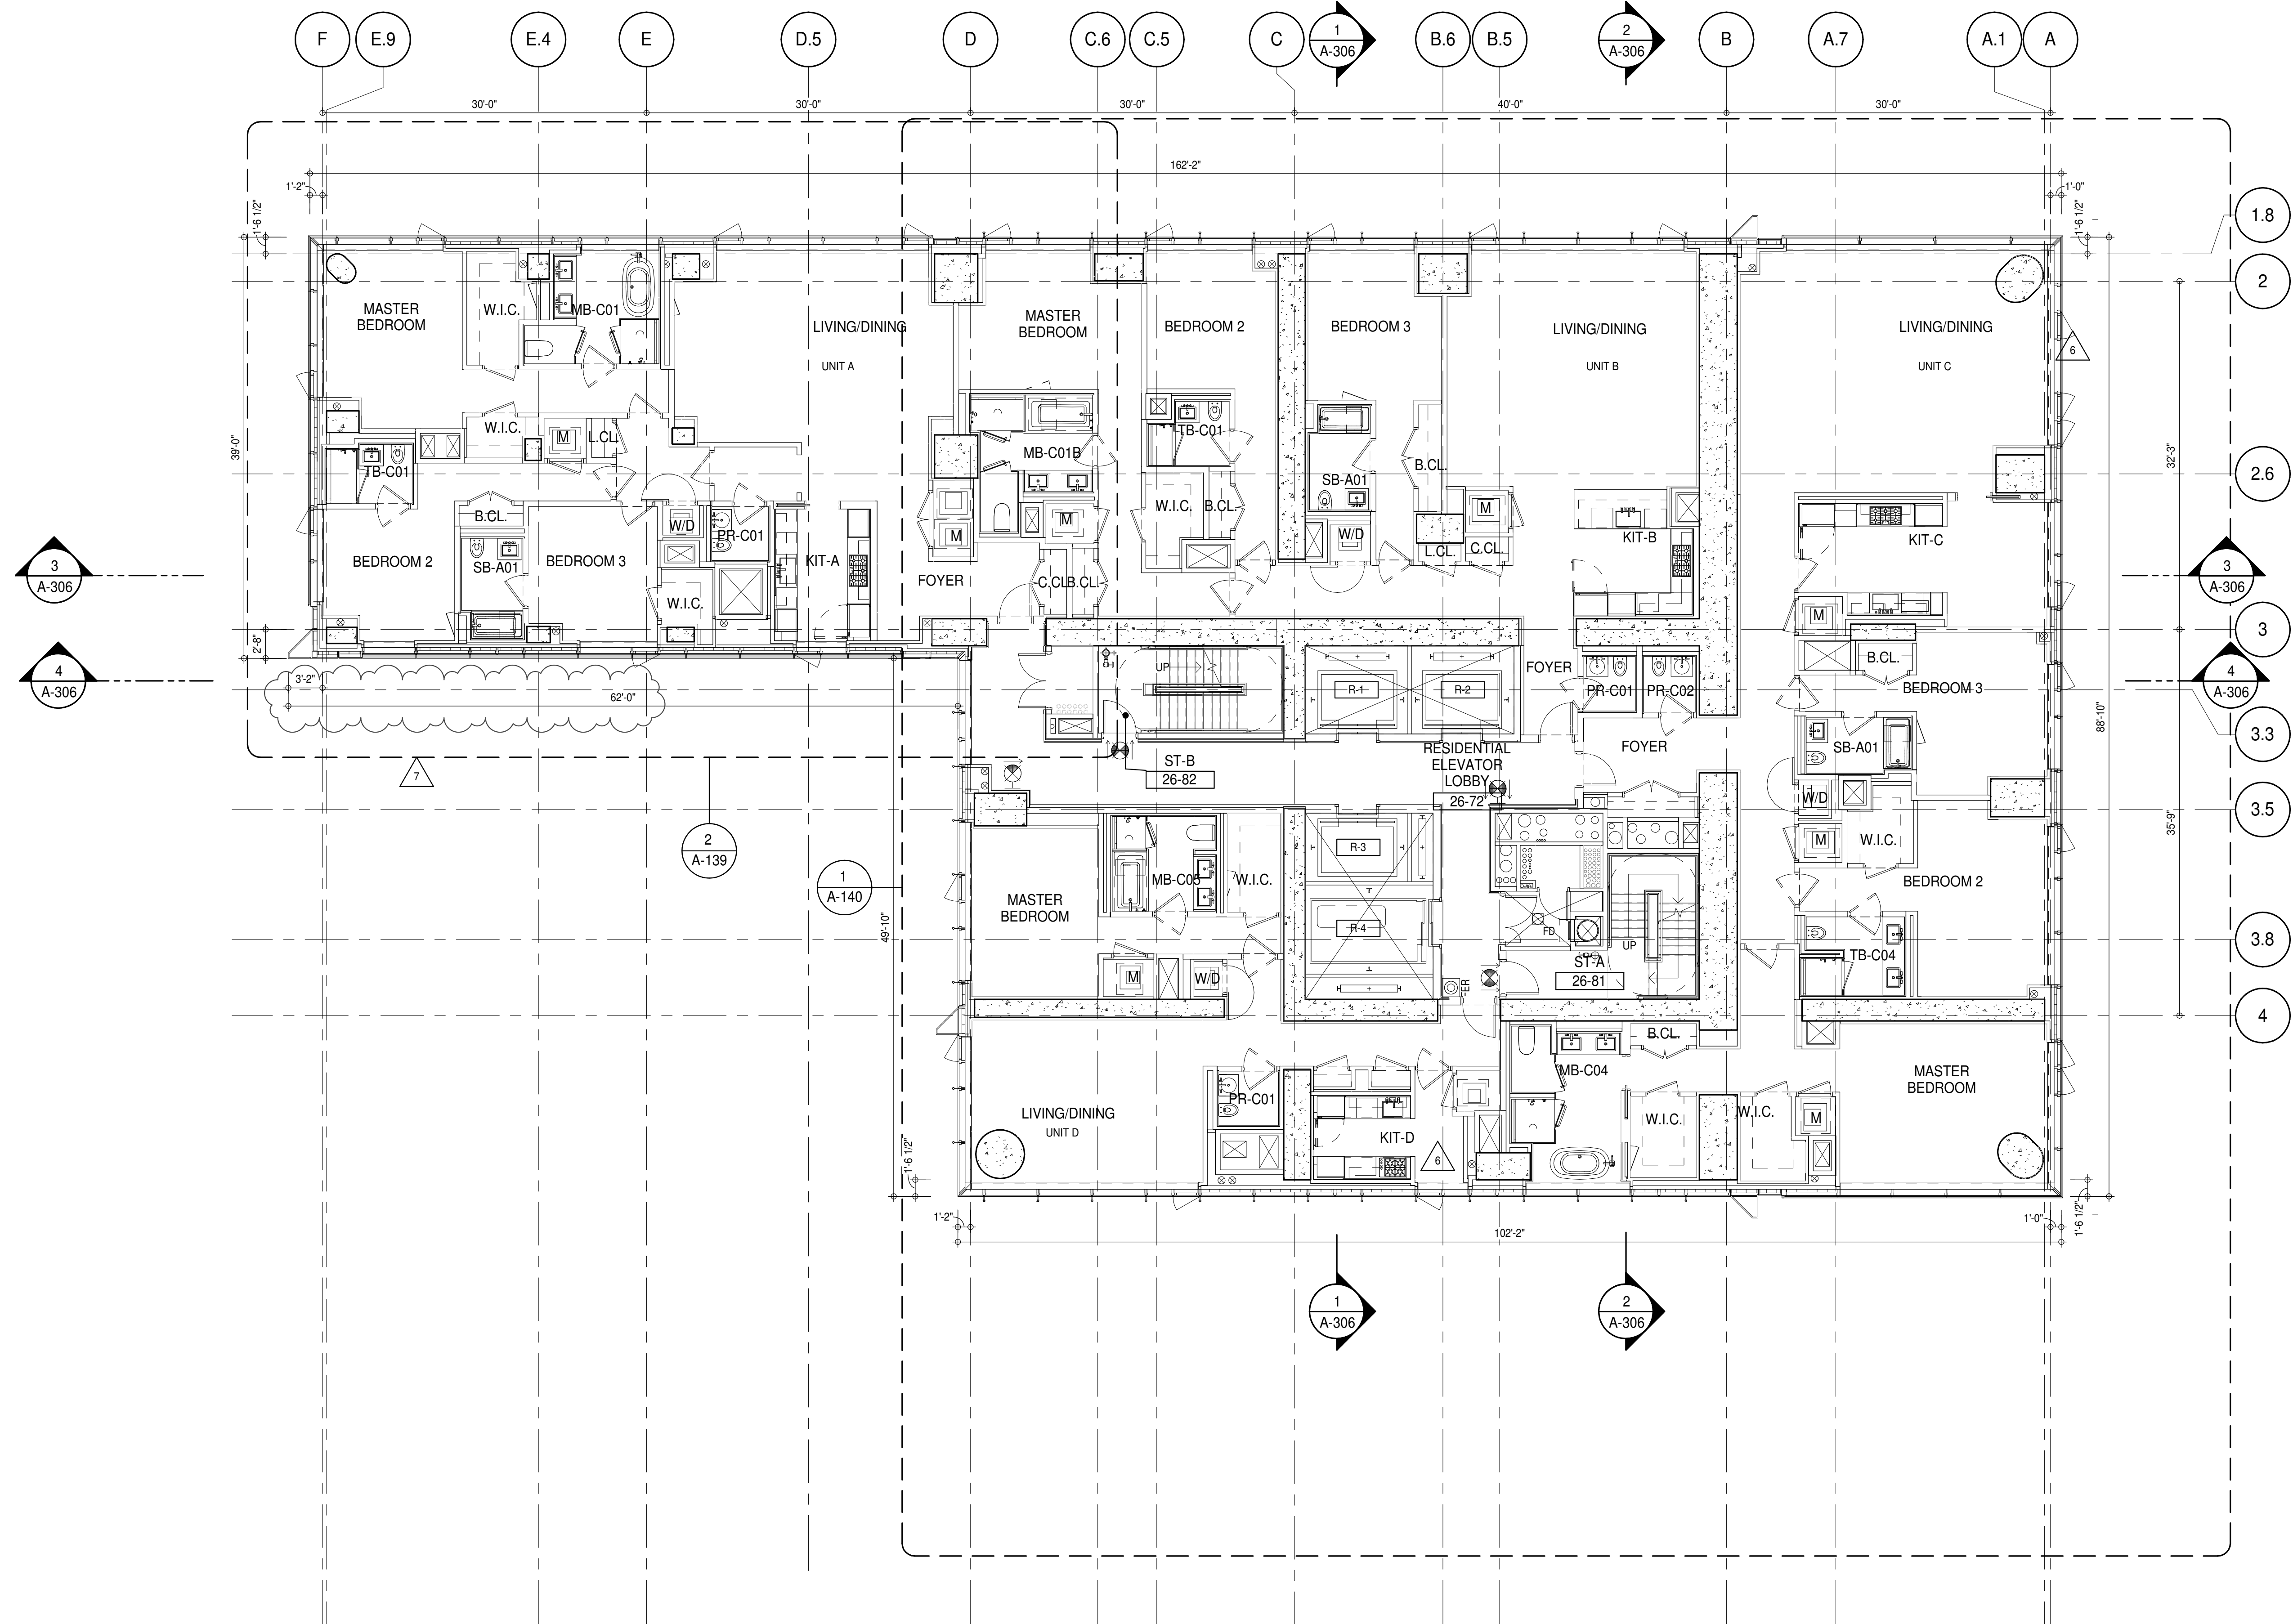 F
E.9
E.4
E
D.5
D
C.6
C.5
C
1
A-306
B.6
B.5
2
A-306
B
A.7
A.1
A
30'-0"
30'-0"
30'-0"
40'-0"
30'-0"
162'-2"
1'-2"
1'-0"
1'-6 1/2"
1'-6 1/2"
1.8
2
2.6
3
3.3
3.5
3.8
4
39'-0"
2'-8"
32'-3"
35'-9"
88'-10"
3
A-306
4
A-306
3
A-306
4
A-306
MASTER
BEDROOM
W.I.C.
MB-C01
LIVING/DINING
UNIT A
MASTER
BEDROOM
BEDROOM 2
BEDROOM 3
LIVING/DINING
UNIT B
LIVING/DINING
UNIT C
6
W.I.C.
M
L.CL.
TB-C01
B.CL.
BEDROOM 2
SB-A01
BEDROOM 3
W/D
PR-C01
W.I.C.
KIT-A
FOYER
MB-C01B
M
M
C.CL.
B.CL.
TB-C01
W.I.C.
B.CL.
SB-A01
B.CL.
W/D
M
L.CL.
C.CL.
KIT-B
KIT-C
M
B.CL.
BEDROOM 3
3'-2"
62'-0"
7
2
A-139
1
A-140
49'-10"
UP
R-1
R-2
FOYER
PR-C01
PR-C02
FOYER
ST-B
26-82
RESIDENTIAL
ELEVATOR
LOBBY
26-72
SB-A01
W/D
M
W.I.C.
BEDROOM 2
MASTER
BEDROOM
MB-C05
W.I.C.
R-3
R-4
FD
UP
ST-A
26-81
TB-C04
M
W/D
B.CL.
MB-C04
MASTER
BEDROOM
LIVING/DINING
UNIT D
PR-C01
KIT-D
6
W.I.C.
W.I.C.
M
1'-6 1/2"
1'-2"
102'-2"
1'-0"
1'-6 1/2"
1
A-306
2
A-306